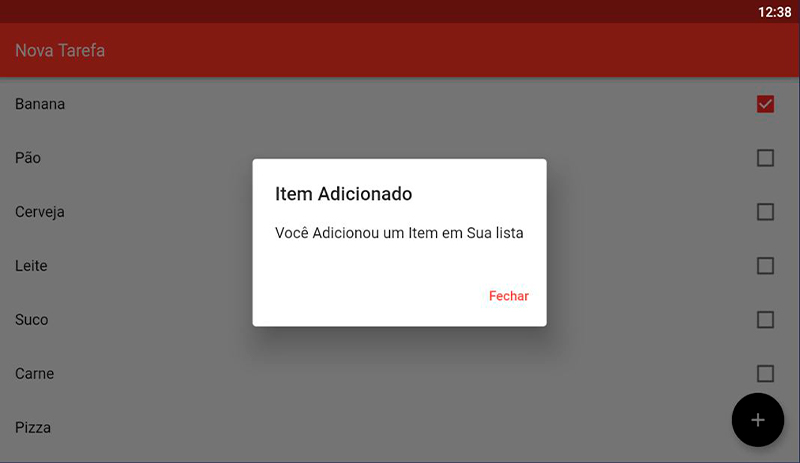 12:38
Nova Tarefa
Banana
Pão
Cerveja
Leite
Suco
Carne
Pizza
Item Adicionado
Você Adicionou um Item em Sua lista
Fechar